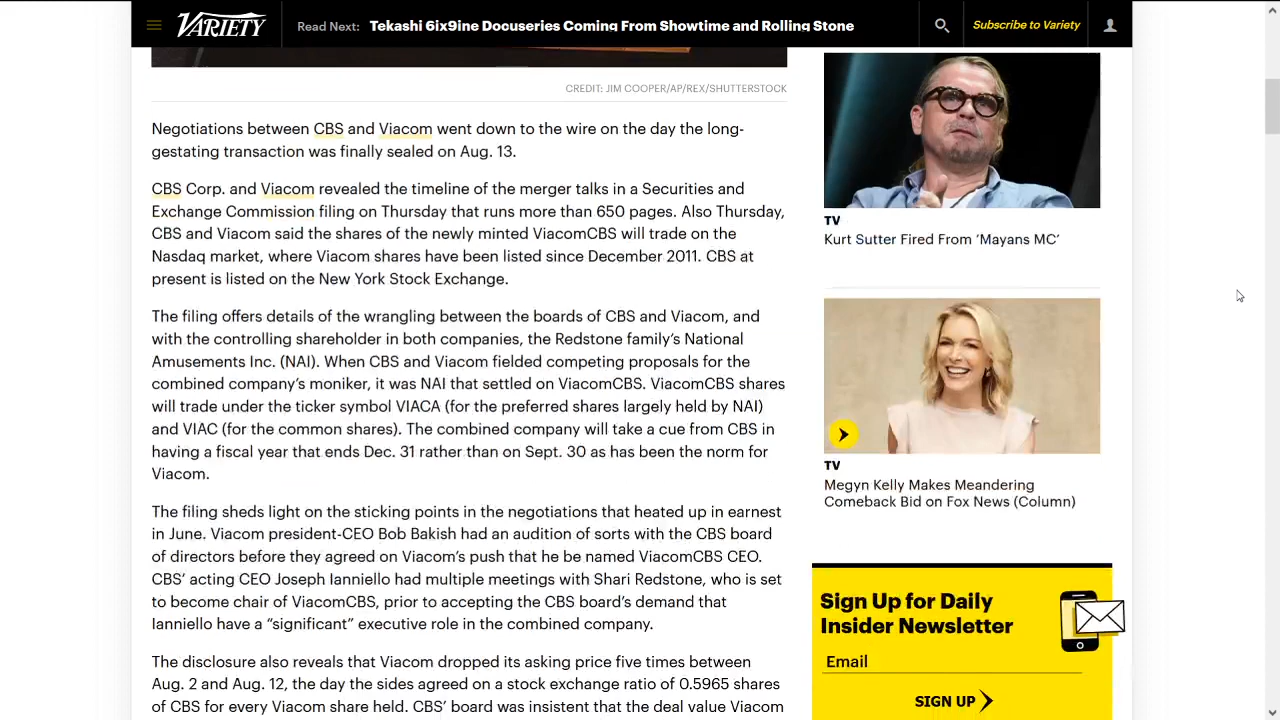 VARIETY
Read Next: Tekashi 6ix9ine Docuseries Coming From Showtime and Rolling Stone
Subscribe to Variety
CREDIT: JIM COOPER/AP/REX/SHUTTERSTOCK
Negotiations between CBS and Viacom went down to the wire on the day the long-
gestating transaction was finally sealed on Aug. 13.
CBS Corp. and Viacom revealed the timeline of the merger talks in a Securities and
Exchange Commission filing on Thursday that runs more than 650 pages. Also Thursday,
CBS and Viacom said the shares of the newly minted ViacomCBS will trade on the
Nasdaq market, where Viacom shares have been listed since December 2011. CBS at
present is listed on the New York Stock Exchange.
The filing offers details of the wrangling between the boards of CBS and Viacom, and
with the controlling shareholder in both companies, the Redstone family's National
Amusements Inc. (NAI). When CBS and Viacom fielded competing proposals for the
combined company's moniker, it was NAI that settled on ViacomCBS. ViacomCBS shares
will trade under the ticker symbol VIACA (for the preferred shares largely held by NAI)
and VIAC (for the common shares). The combined company will take a cue from CBS in
having a fiscal year that ends Dec. 31 rather than on Sept. 30 as has been the norm for
Viacom.
The filing sheds light on the sticking points in the negotiations that heated up in earnest
in June. Viacom president-CEO Bob Bakish had an audition of sorts with the CBS board
of directors before they agreed on Viacom's push that he be named ViacomCBS CEO.
CBS' acting CEO Joseph Ianniello had multiple meetings with Shari Redstone, who is set
to become chair of ViacomCBS, prior to accepting the CBS board's demand that
Ianniello have a “significant” executive role in the combined company.
The disclosure also reveals that Viacom dropped its asking price five times between
Aug. 2 and Aug. 12, the day the sides agreed on a stock exchange ratio of 0.5965 shares
of CBS for every Viacom share held. CBS' board was insistent that the deal value Viacom
TV
Kurt Sutter Fired From ‘Mayans MC’
TV
Megyn Kelly Makes Meandering
Comeback Bid on Fox News (Column)
Sign Up for Daily
Insider Newsletter
Email
SIGN UP